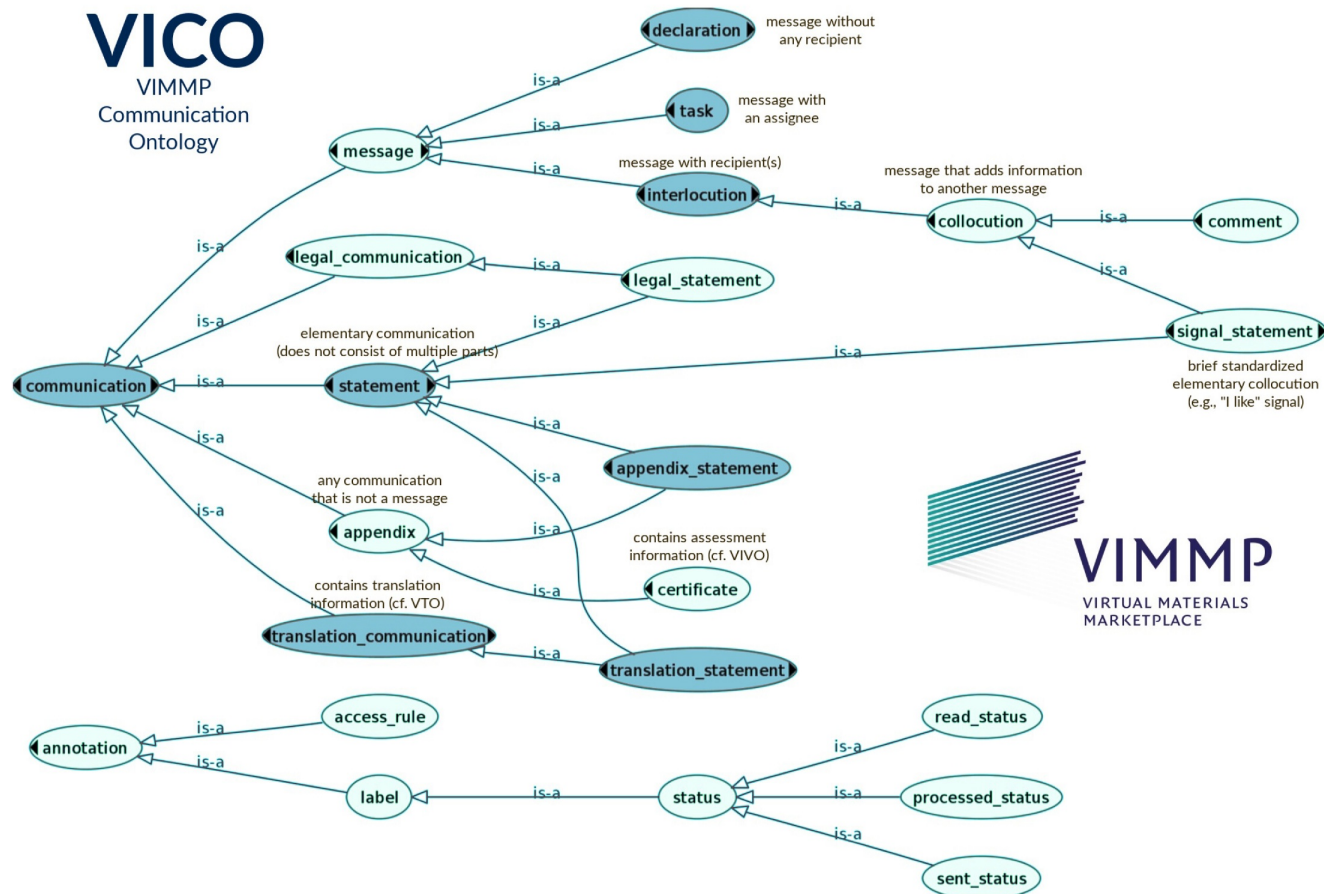 VICO
VIMMP
Communication
Ontology
declaration
message without
any recipient
is-a
task
message with
an assignee
is-a
message
message with recipient(s)
is-a
interlocution
message that adds information
to another message
is-a
collocution
is-a
comment
is-a
legal_communication
is-a
legal_statement
is-a
signal_statement
is-a
elementary communication
(does not consist of multiple parts)
is-a
is-a
brief standardized
elementary collocution
(e.g., "I like" signal)
communication
is-a
statement
is-a
is-a
appendix_statement
is-a
any communication
that is not a message
is-a
appendix
is-a
contains assessment
information (cf. VIVO)
is-a
certificate
contains translation
information (cf. VTO)
translation_communication
is-a
translation_statement
VIMMP
VIRTUAL MATERIALS
MARKETPLACE
access_rule
is-a
annotation
is-a
label
is-a
status
read_status
is-a
is-a
processed_status
is-a
sent_status